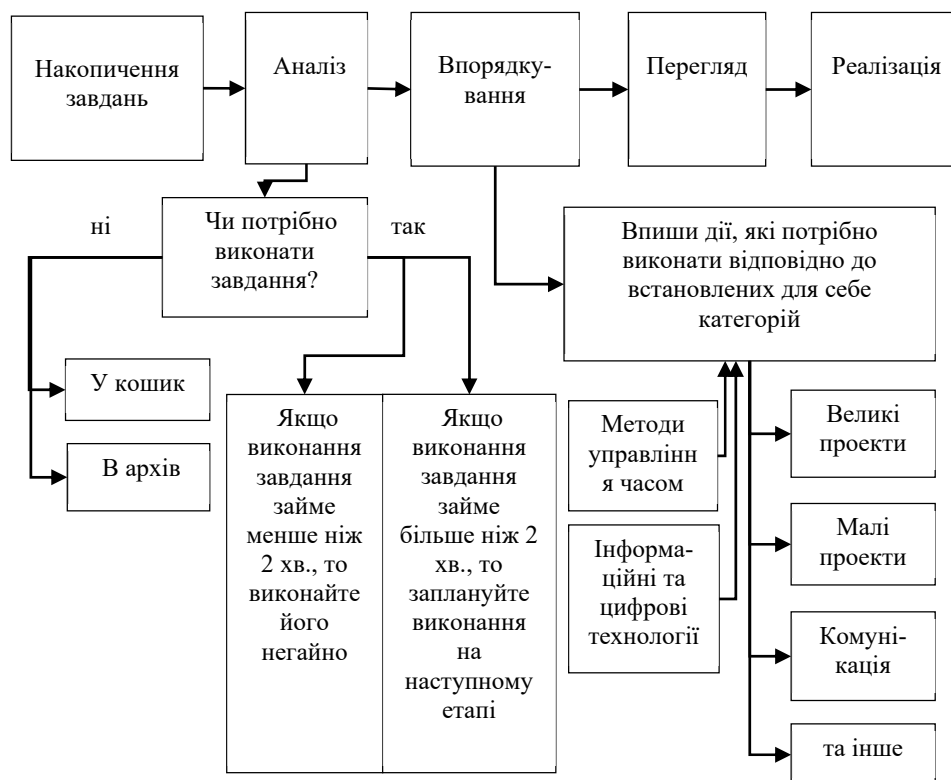 Накопичення
завдань
Аналіз
Впорядку-
вання
Перегляд
Реалізація
ні
Чи потрібно
виконати
завдання?
так
Впиши дії, які потрібно
виконати відповідно до
встановлених для себе
категорій
У кошик
В архів
Якщо
виконання
завдання
займе
менше ніж
2 хв., то
виконайте
його
негайно
Якщо
виконання
завдання
займе
більше ніж 2
хв., то
заплануйте
виконання
на
наступному
етапі
Методи
управлінн
я часом
Інформа-
ційні та
цифрові
технології
Великі
проекти
Малі
проекти
Комуні-
кація
та інше